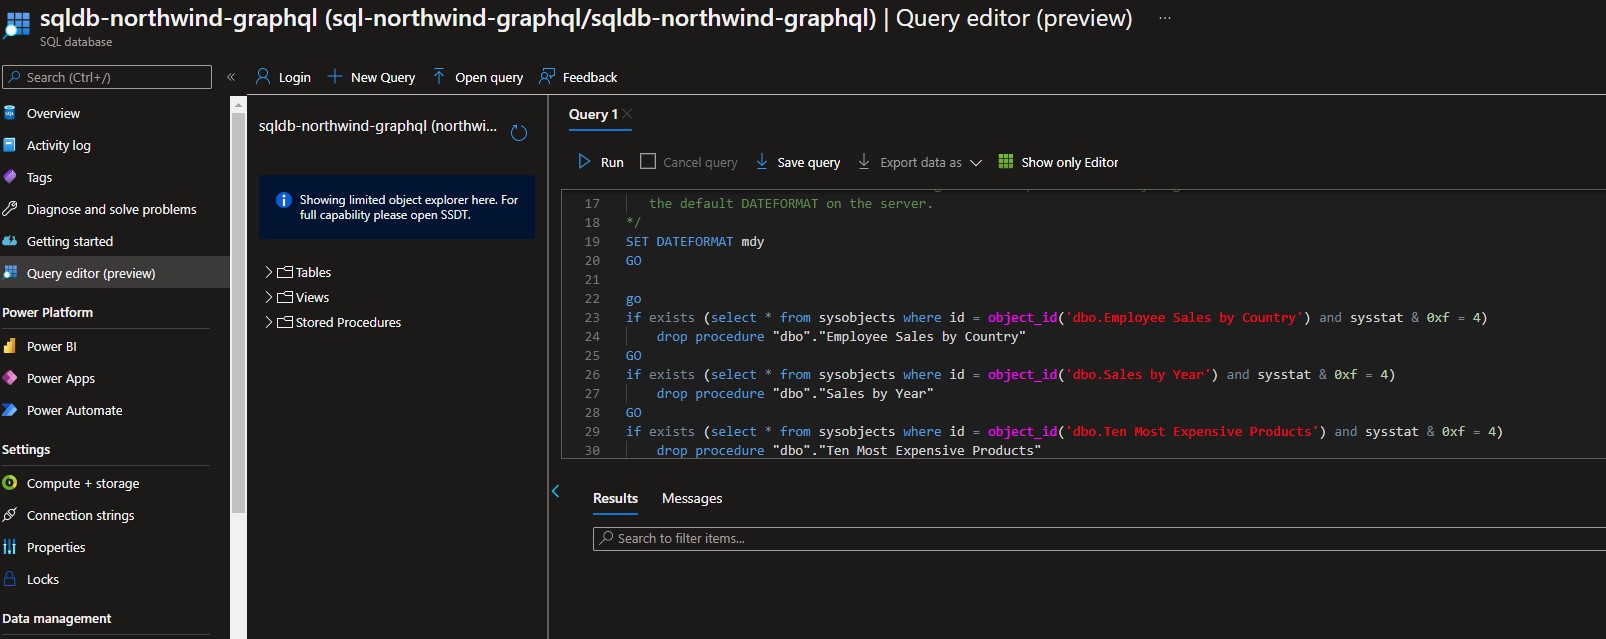 sqldb-northwind-graphql (sql-northwind-graphql/sqldb-northwind-graphql) | Query editor (preview) ...
SQL database
Search (Ctrl+/)
«
Overview
Activity log
Tags
Diagnose and solve problems
Getting started
Query editor (preview)
Power Platform
Power BI
Power Apps
Power Automate
Settings
Compute + storage
Connection strings
Properties
Locks
Data management
Login
New Query
Open query
Feedback
sqldb-northwind-graphql (northwi...
Showing limited object explorer here. For
full capability please open SSDT.
Tables
Views
Stored Procedures
Query 1
Run
Cancel query
Save query
Export data as
Show only Editor
17 the default DATEFORMAT on the server.
18 */
19 SET DATEFORMAT mdy
20 GO
21
22 go
23 if exists (select * from sysobjects where id = object_id('dbo.Employee Sales by Country') and sysstat & 0xf = 4)
24 drop procedure "dbo"."Employee Sales by Country"
25 GO
26 if exists (select * from sysobjects where id = object_id('dbo.Sales by Year') and sysstat & 0xf = 4)
27 drop procedure "dbo"."Sales by Year"
28 GO
29 if exists (select * from sysobjects where id = object_id('dbo.Ten Most Expensive Products') and sysstat & 0xf = 4)
30 drop procedure "dbo"."Ten Most Expensive Products"
Results
Messages
Search to filter items...